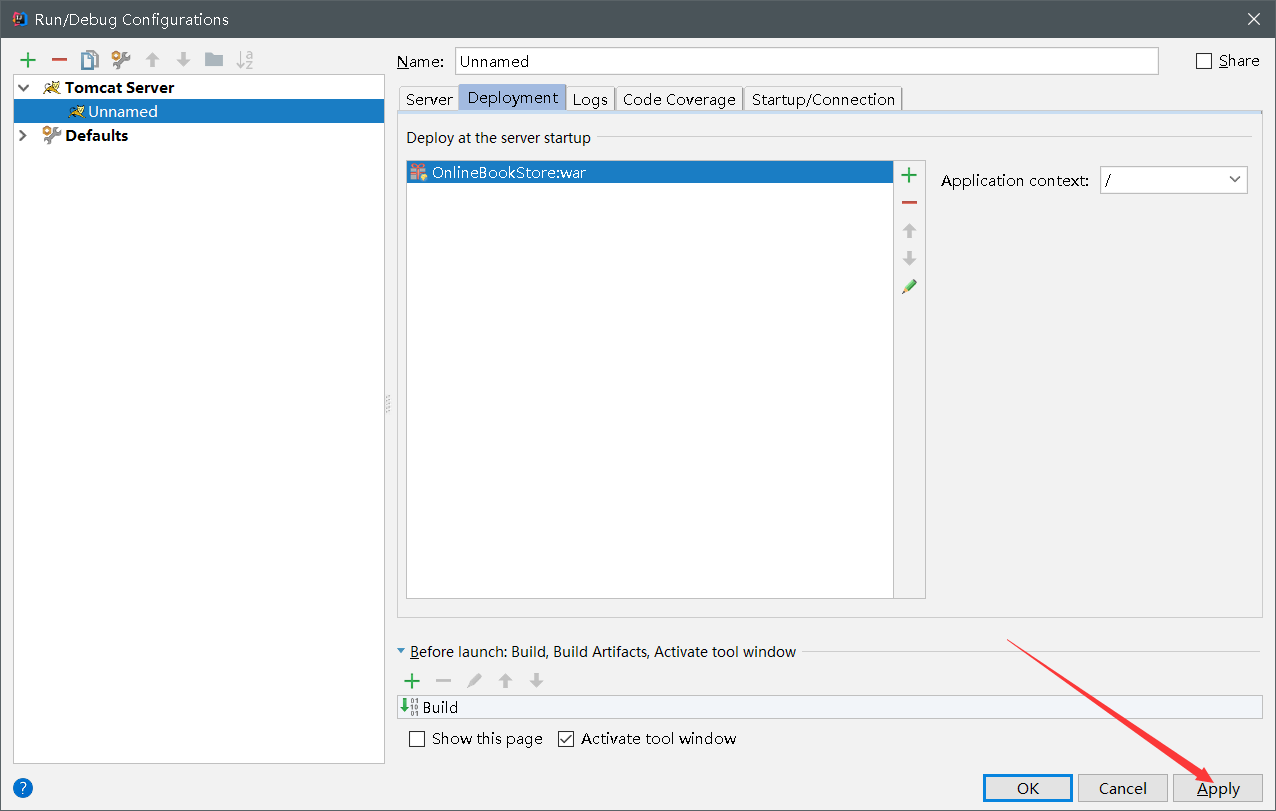 Run/Debug Configurations
Name: Unnamed Share
Tomcat Server
Unnamed
Defaults
Server Deployment Logs Code Coverage Startup/Connection
Deploy at the server startup
OnlineBookStore:war
Application context: /
Before launch: Build, Build Artifacts, Activate tool window
Build
Show this page Activate tool window
? OK Cancel Apply